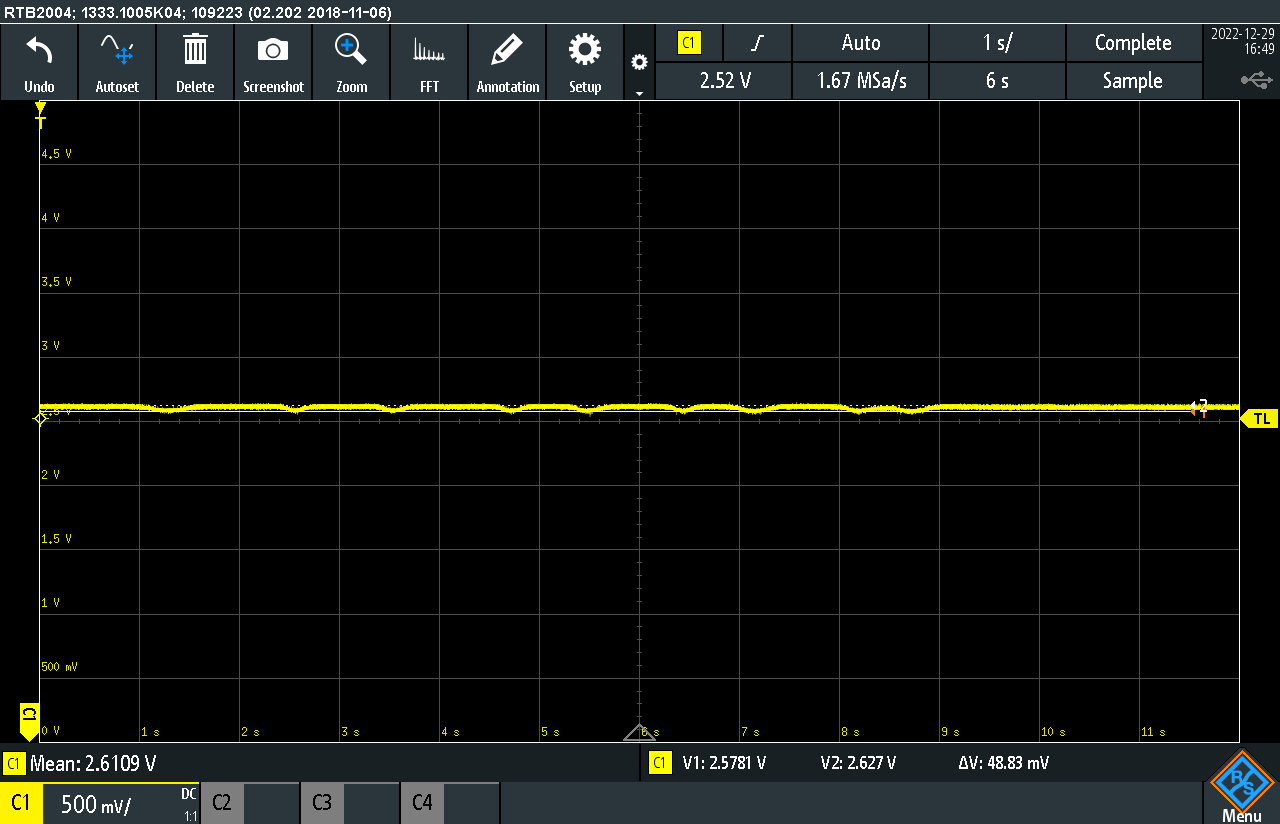 RTB2004; 1333.1005K04; 109223 (02.202 2018-11-06)
Undo Autoset Delete Screenshot Zoom FFT Annotation Setup
C1 Auto 1 s/ Complete
2.52 V 1.67 MSa/s 6 s Sample
2022-12-29
16:49
T
4.5 V
4 V
3.5 V
3 V
2.5 V
2
TL
2 V
1.5 V
1 V
500 mV
C1
0 V 1 s 2 s 3 s 4 s 5 s 6 s 7 s 8 s 9 s 10 s 11 s
C1 Mean: 2.6109 V C1 V1: 2.5781 V V2: 2.627 V ΔV: 48.83 mV
C1 500 mV/ DC 1:1 C2 C3 C4
R S
Menu